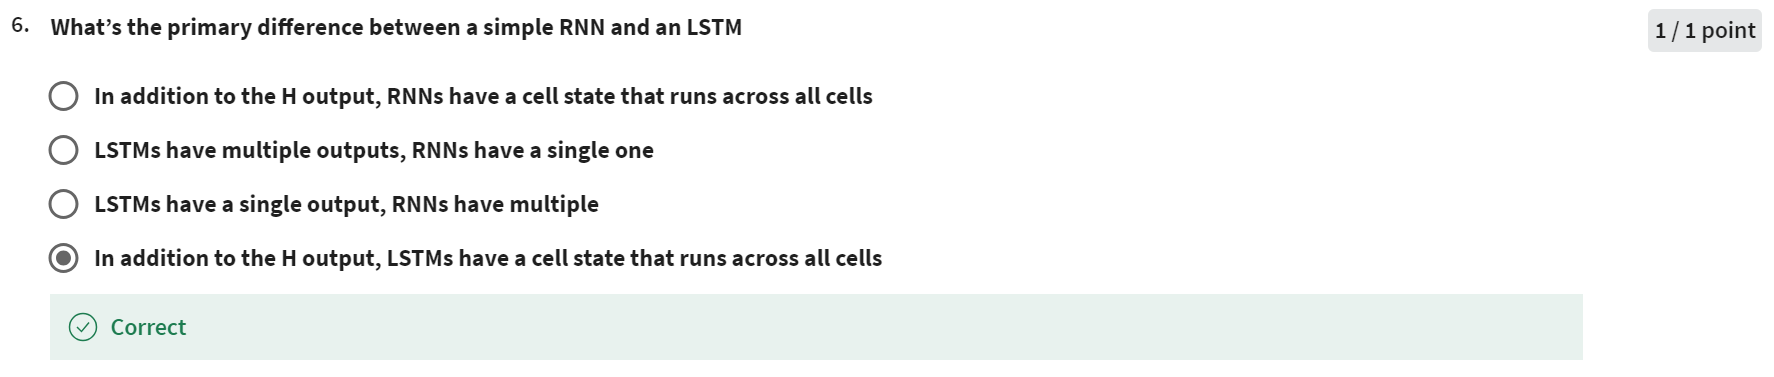 6. What’s the primary difference between a simple RNN and an LSTM
1 / 1 point
In addition to the H output, RNNs have a cell state that runs across all cells
LSTMs have multiple outputs, RNNs have a single one
LSTMs have a single output, RNNs have multiple
In addition to the H output, LSTMs have a cell state that runs across all cells
Correct